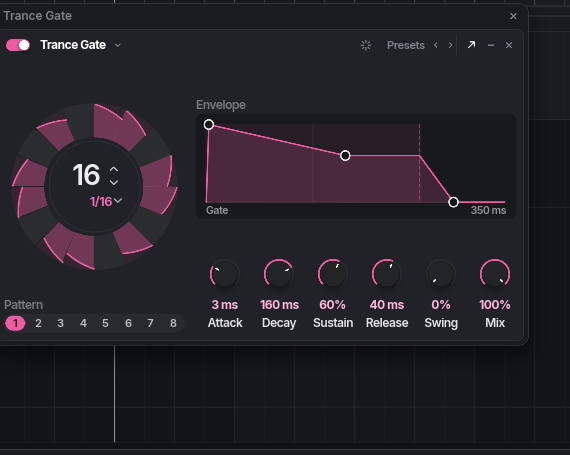 Trance Gate
Trance Gate
Presets
Envelope
16
1/16
Gate
350 ms
Pattern
1 2 3 4 5 6 7 8
3 ms 160 ms 60% 40 ms 0% 100%
Attack Decay Sustain Release Swing Mix